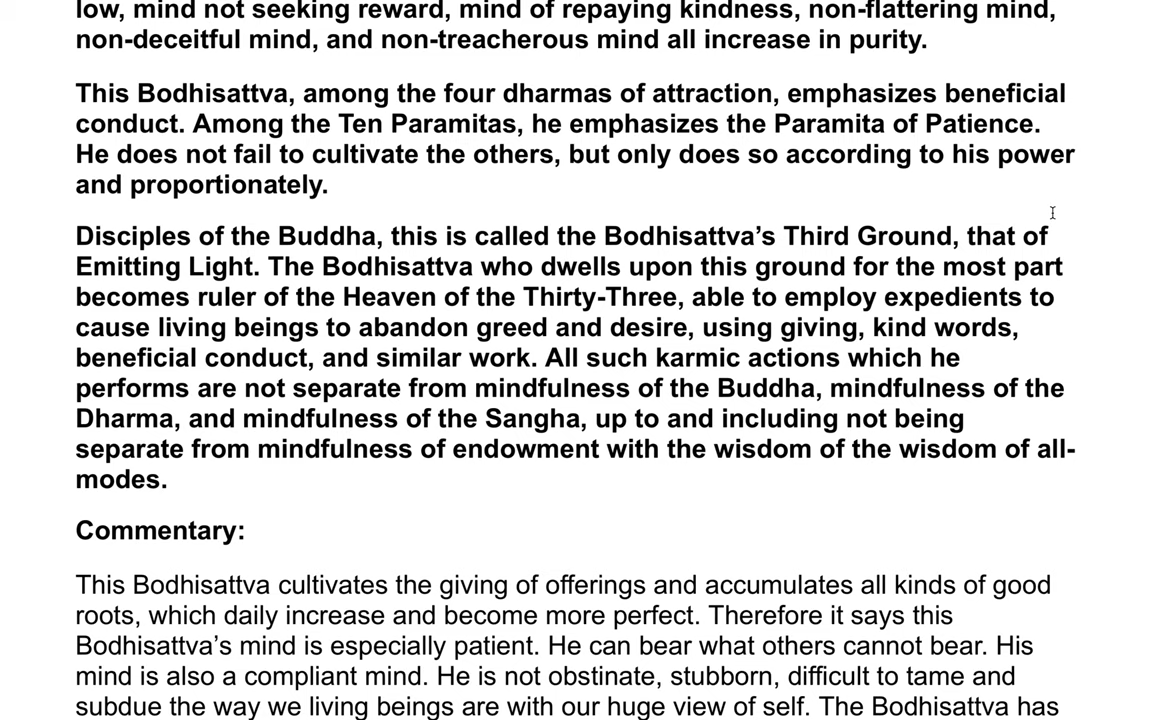 low, mind not seeking reward, mind of repaying kindness, non-flattering mind,
non-deceitful mind, and non-treacherous mind all increase in purity.
This Bodhisattva, among the four dharmas of attraction, emphasizes beneficial
conduct. Among the Ten Paramitas, he emphasizes the Paramita of Patience.
He does not fail to cultivate the others, but only does so according to his power
and proportionately.
Disciples of the Buddha, this is called the Bodhisattva’s Third Ground, that of
Emitting Light. The Bodhisattva who dwells upon this ground for the most part
becomes ruler of the Heaven of the Thirty-Three, able to employ expedients to
cause living beings to abandon greed and desire, using giving, kind words,
beneficial conduct, and similar work. All such karmic actions which he
performs are not separate from mindfulness of the Buddha, mindfulness of the
Dharma, and mindfulness of the Sangha, up to and including not being
separate from mindfulness of endowment with the wisdom of the wisdom of all-
modes.
Commentary:
This Bodhisattva cultivates the giving of offerings and accumulates all kinds of good
roots, which daily increase and become more perfect. Therefore it says this
Bodhisattva’s mind is especially patient. He can bear what others cannot bear. His
mind is also a compliant mind. He is not obstinate, stubborn, difficult to tame and
subdue the way we living beings are with our huge view of self. The Bodhisattva has